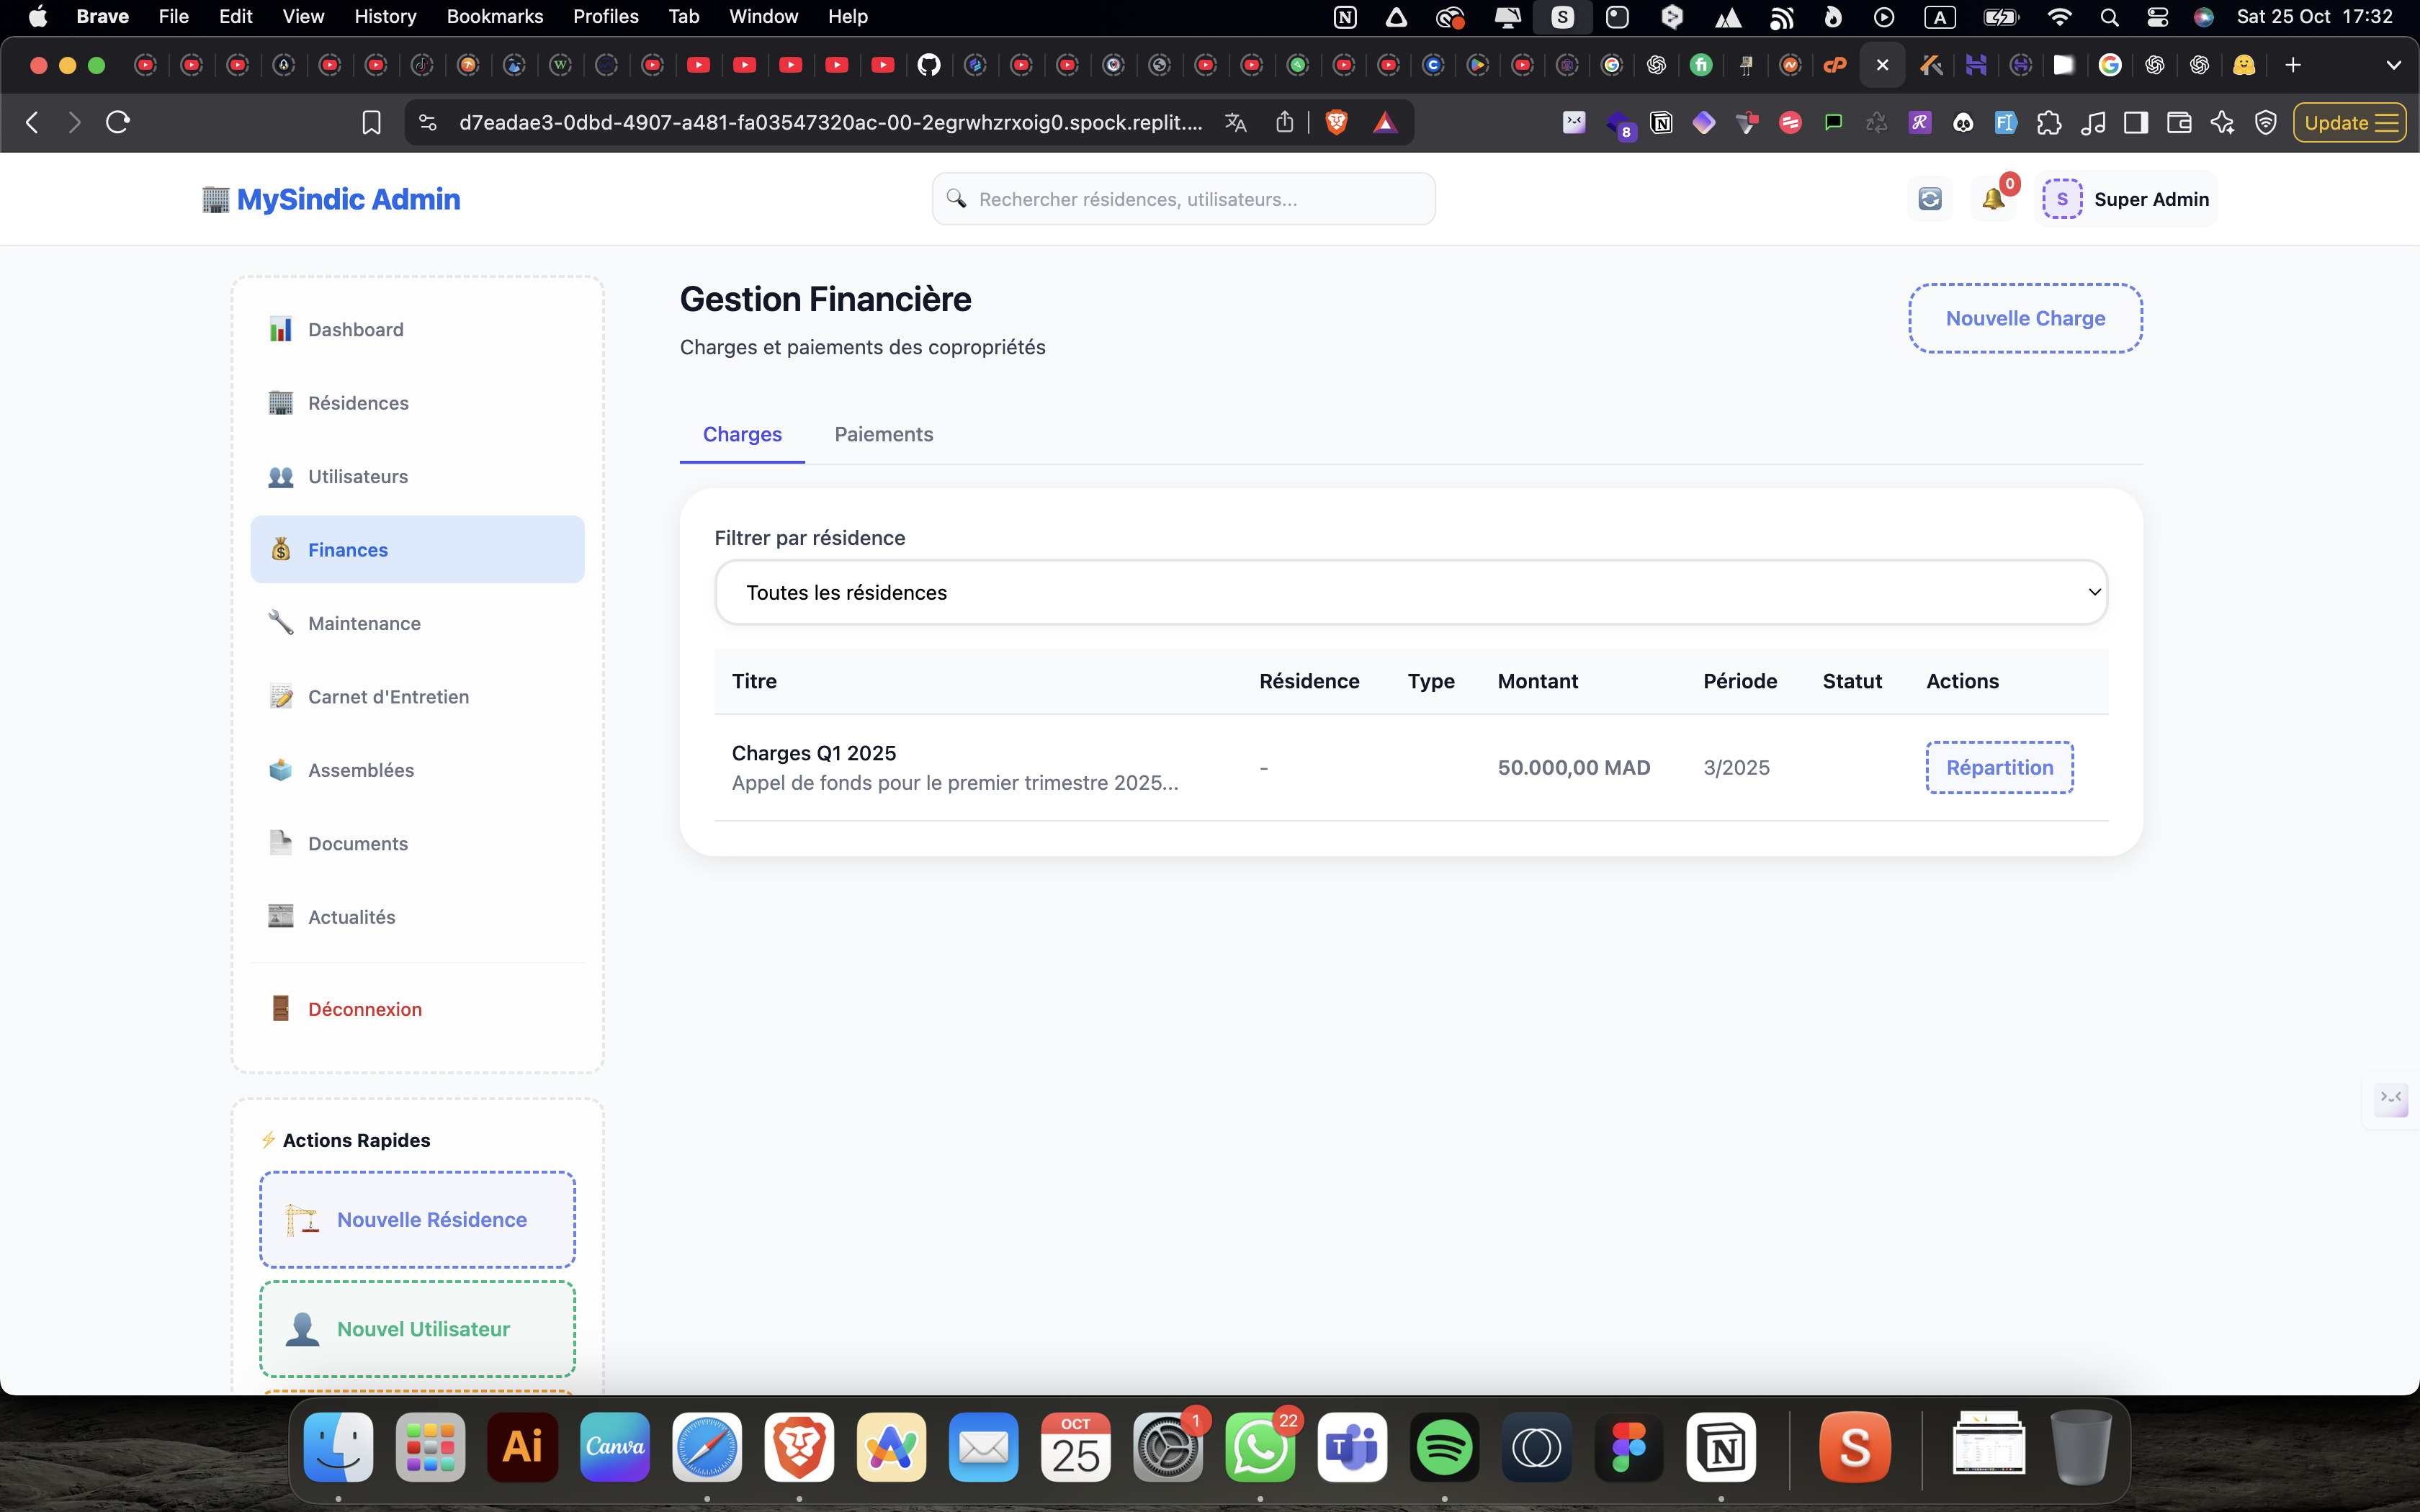 Brave File Edit View History Bookmarks Profiles Tab Window Help
A
Sat 25 Oct 17:32
d7eadae3-0dbd-4907-a481-fa03547320ac-00-2egrwhzrxoig0.spock.replit....
8
Update
MySindic Admin
Rechercher résidences, utilisateurs...
0
S
Super Admin
Dashboard
Résidences
Utilisateurs
Finances
Maintenance
Carnet d'Entretien
Assemblées
Documents
Actualités
Déconnexion
Actions Rapides
Nouvelle Résidence
Nouvel Utilisateur
Gestion Financière
Charges et paiements des copropriétés
Nouvelle Charge
Charges Paiements
Filtrer par résidence
Toutes les résidences
Titre Résidence Type Montant Période Statut Actions
Charges Q1 2025
Appel de fonds pour le premier trimestre 2025...
- 50.000,00 MAD 3/2025 Répartition
Ai
Canva
OCT
25
1
22
T
N
S